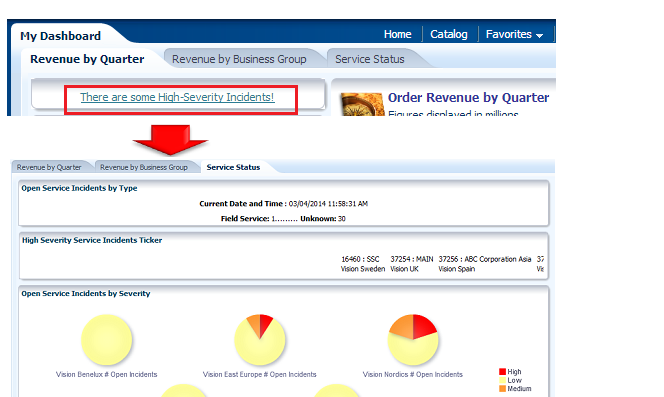 My Dashboard
Home Catalog Favorites
Revenue by Quarter Revenue by Business Group Service Status
There are some High-Severity Incidents!
Order Revenue by Quarter
Figures displayed in millions
Revenue by Quarter Revenue by Business Group Service Status
Open Service Incidents by Type
Current Date and Time : 03/04/2014 11:58:31 AM
Field Service: 1......... Unknown: 30
High Severity Service Incidents Ticker
16460 : SSC 37254 : MAIN 37256 : ABC Corporation Asia 37
Vision Sweden Vision UK Vision Spain
Open Service Incidents by Severity
Vision Benelux # Open Incidents Vision East Europe # Open Incidents Vision Nordics # Open Incidents
High
Low
Medium